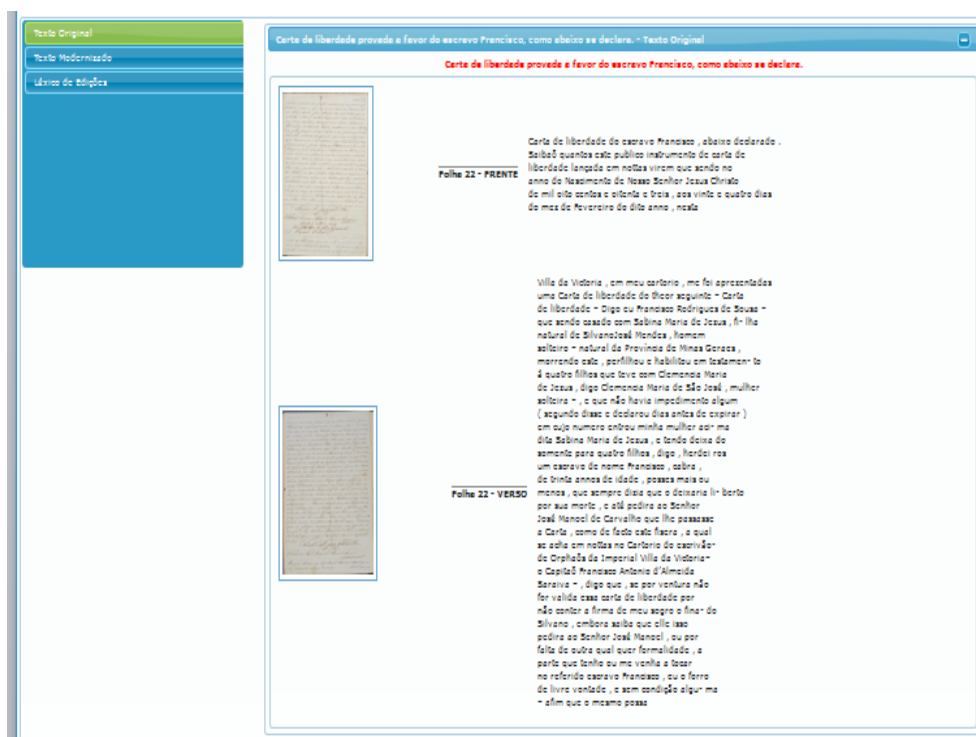 Texto Original
Texto Modernizado
Léxico de Edições
Carta de liberdade provada a favor do escravo Francisco, como abaixo se declara. - Texto Original
Carta de liberdade provada a favor do escravo Francisco, como abaixo se declara.
Carta de liberdade do escravo Francisco , abaixo declarado .
Saibaõ quantos este publico instrumento de carta de
liberdade lançada em nottas virem que sendo no
anno do Nascimento de Nosso Senhor Jesus Christo
de mil oito centos e oitenta e treis , aos vinte e quatro dias
do mes de Fevereiro do dito anno , nesta
Folha 22 - FRENTE
Villa da Victoria , em meu cartorio , me foi apresentadas
uma Carta de liberdade do theor seguinte = Carta
de liberdade = Digo eu Francisco Rodrigues de Sousa =
que sendo casado com Sabina Maria de Jesus , fi- lha
natural de SilvanoJosé Mendes , homem
solteiro = natural da Província de Minas Geraes ,
morrendo este , perfilhou e habilitou em testamen- to
á quatro filhos que teve com Clemencia Maria
de Jesus , digo Clemencia Maria de São José , mulher
solteira = , e que não havia impedimento algum
( segundo disse e declarou dias antes de expirar )
em cujo numero entrou minha mulher aci- ma
dita Sabina Maria de Jesus , e tendo deixa do
somente para quatro filhos , digo , herdei ros
um escravo de nome Francisco , cabra ,
de trinta annos de idade , posses mais ou
menos , que sempre dizia que o deixaria li- berto
por sua morte , e até pedira ao Senhor
José Manoel de Carvalho que lhe passasse
a Carta , como de facto este fisera , a qual
se acha em nottas no Cartorio do escrivão-
de Orphaõs da Imperial Villa da Victoria=
o Capitaõ Francisco Antonio d'Almeida
Saraiva = , digo que , se por ventura não
for valida essa carta de liberdade por
não conter a firma de meu sogro o fina- do
Silvano , embora saiba que elle isso
pedira ao Senhor José Manoel , ou por
falta de outra qual quer formalidade , a
parte que tenho ou me venha a tocar
no referido escravo Francisco , eu o forro
de livre vontade , e sem condição algu- ma
= afim que o mesmo possa
Folha 22 - VERSO